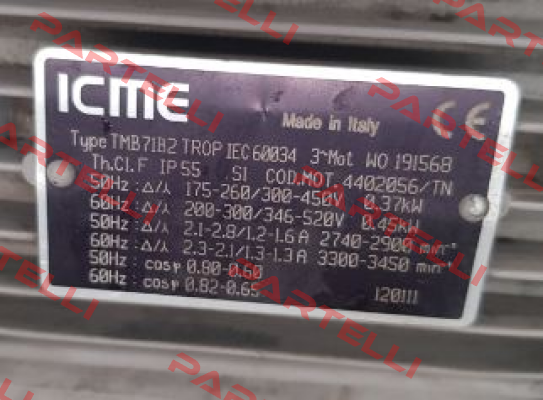 ICME
Made in Italy
CE
Type TMB71B2 TROP IEC60034 3~Mot WO 191568
Th.Cl.F IP55 S1 COD.MOT. 4402056/TN
50Hz: Δ/⅄ 175-260/300-450V 0.37kW
60Hz: Δ/⅄ 200-300/346-520V 0.45kW
50Hz: Δ/⅄ 2.1-2.8/1.2-1.6A 2740-2900 min⁻¹
60Hz: Δ/⅄ 2.3-2.1/1.3-1.3A 3300-3450 min⁻¹
50Hz: cosφ 0.80-0.60
60Hz: cosφ 0.82-0.65
120111
PARTELLI
PARTELLI
PARTELLI
PARTELLI